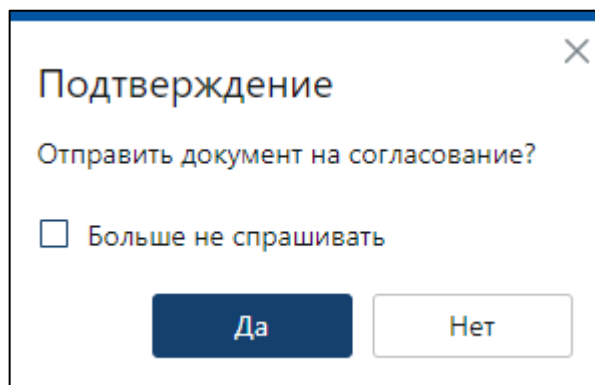 Подтверждение
Отправить документ на согласование?
Больше не спрашивать
Да Нет